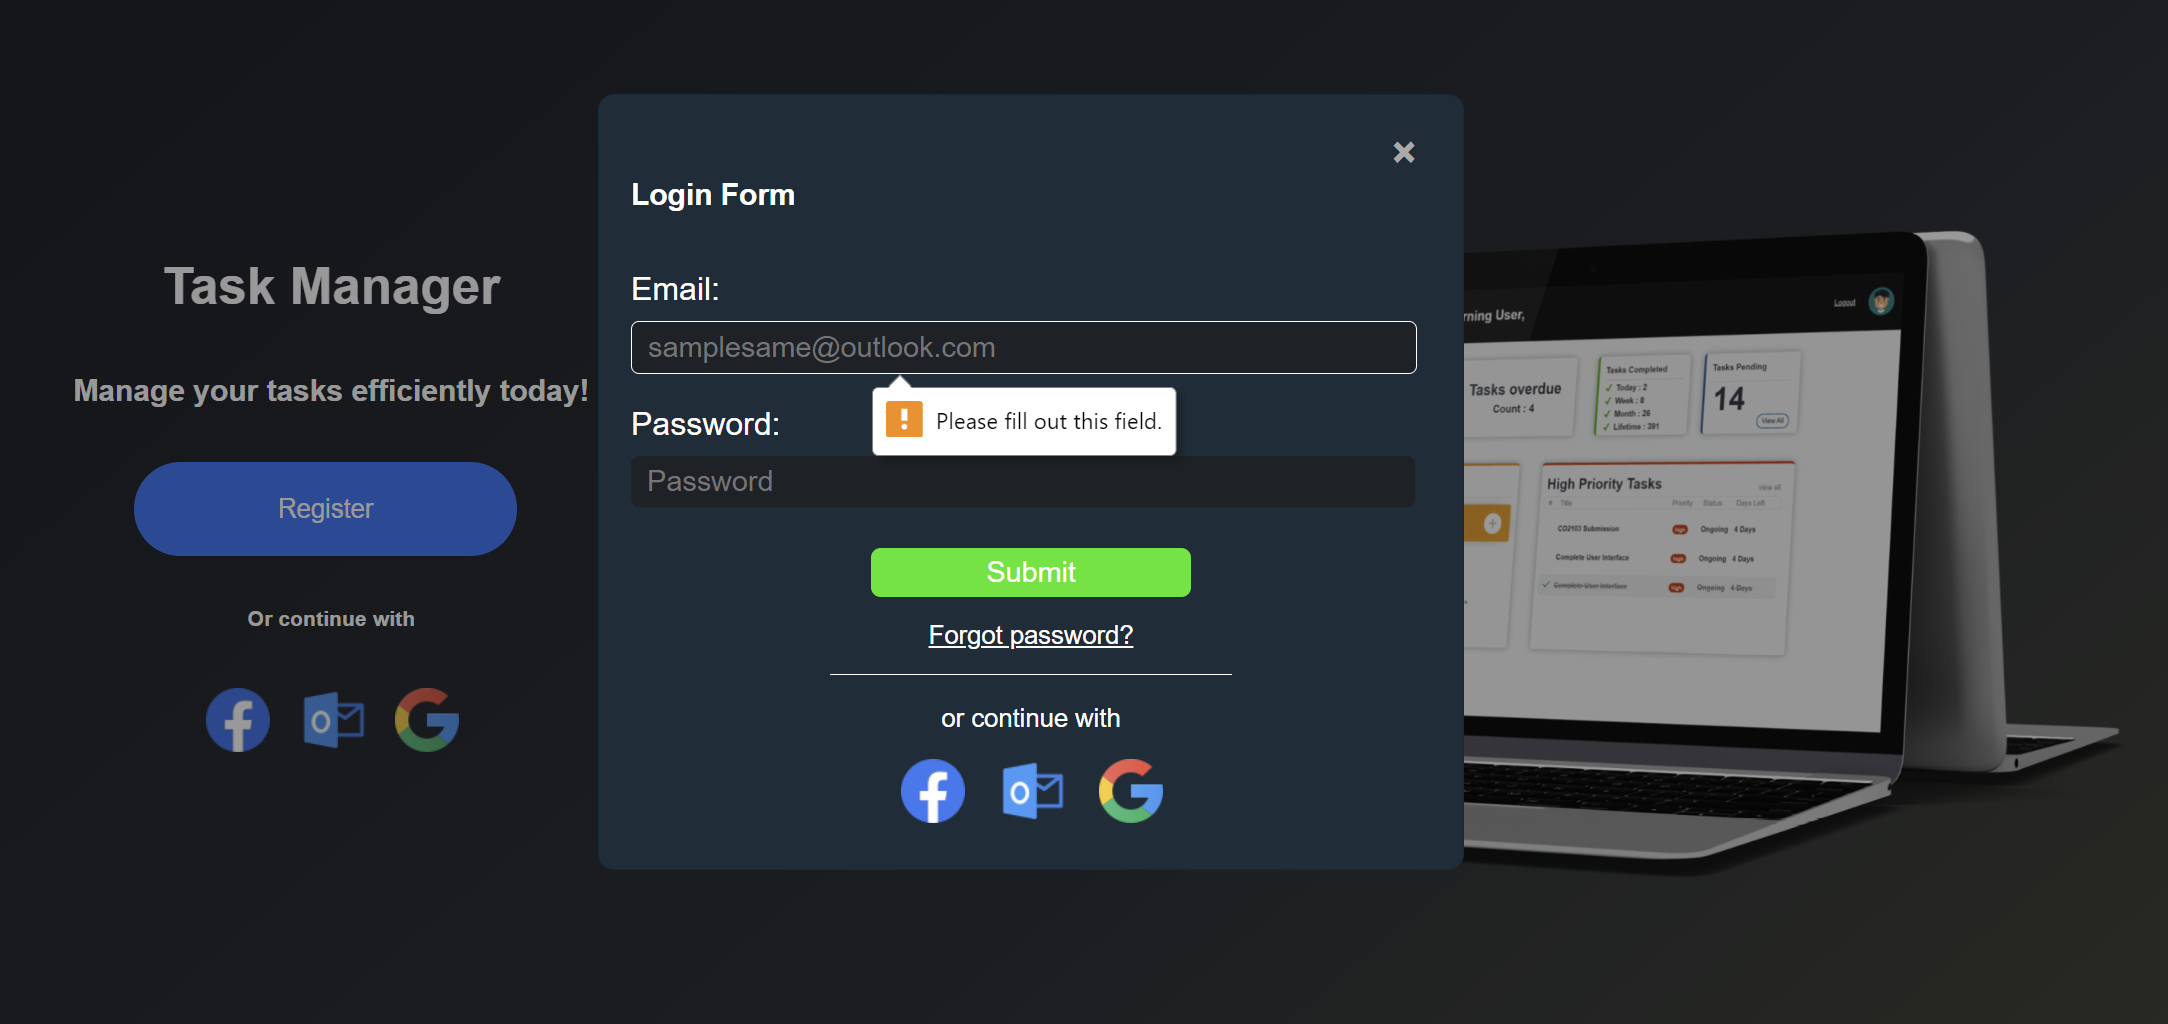 Task Manager
Manage your tasks efficiently today!
Register
Or continue with
Login Form
Email:
samplesame@outlook.com
Please fill out this field.
Password:
Password
Submit
Forgot password?
or continue with
rning User,
Logout
Tasks overdue
Count : 4
Tasks Completed
Today : 2
Week : 8
Month : 26
Lifetime : 391
Tasks Pending
14
View All
High Priority Tasks
view all
# Title Priority Status Days Left
CO2103 Submission high Ongoing 4 Days
Complete User Interface high Ongoing 4 Days
Complete User Interface high Ongoing 4 Days